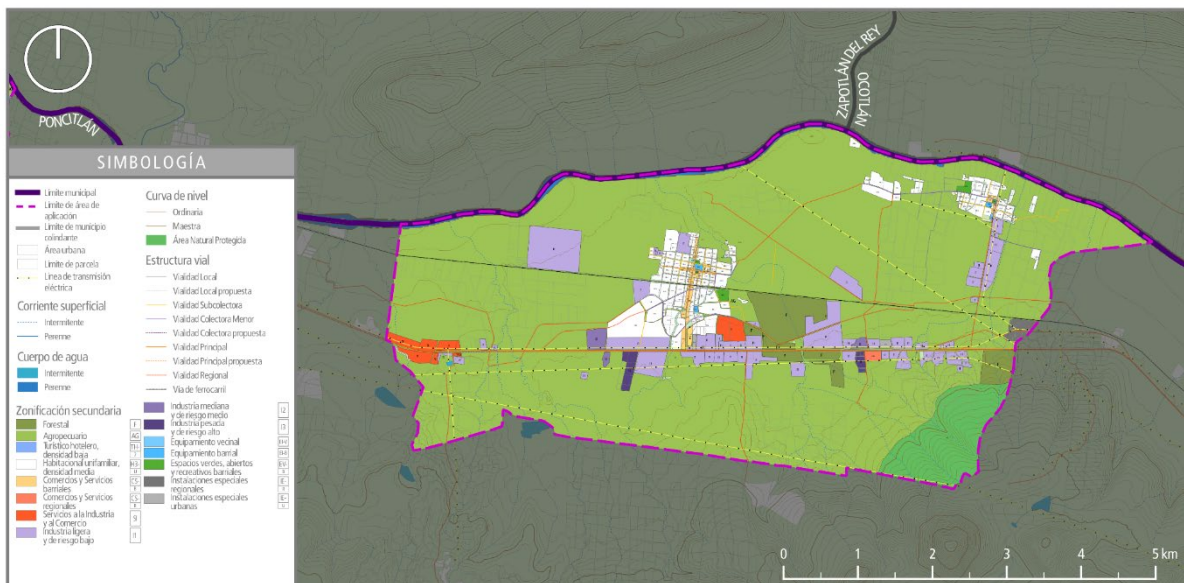 PONCITLÁN
ZAPOTLÁN DEL REY
OCOTLÁN
SIMBOLOGÍA
Límite municipal
Límite de área de
aplicación
Límite de municipio
colindante
Área urbana
Límite de parcela
Línea de transmisión
eléctrica
Corriente superficial
Intermitente
Perenne
Cuerpo de agua
Intermitente
Perenne
Zonificación secundaria
Forestal
F
Agropecuario
AG
Turístico hotelero,
densidad baja
Habitacional unifamiliar,
densidad media
Comercios y Servicios
barriales
Comercios y Servicios
regionales
Servicios a la Industria
y al Comercio
Industria ligera
y de riesgo bajo
I1
Curva de nivel
Ordinaria
Maestra
Área Natural Protegida
Estructura vial
Vialidad Local
Vialidad Local propuesta
Vialidad Subcolectora
Vialidad Colectora Menor
Vialidad Colectora propuesta
Vialidad Principal
Vialidad Principal propuesta
Vialidad Regional
Vía de ferrocarril
Industria mediana
y de riesgo medio
I2
Industria pesada
y de riesgo alto
I3
Equipamiento vecinal
Equipamiento barrial
Espacios verdes, abiertos
y recreativos barriales
Instalaciones especiales
regionales
Instalaciones especiales
urbanas
0 1 2 3 4 5 km